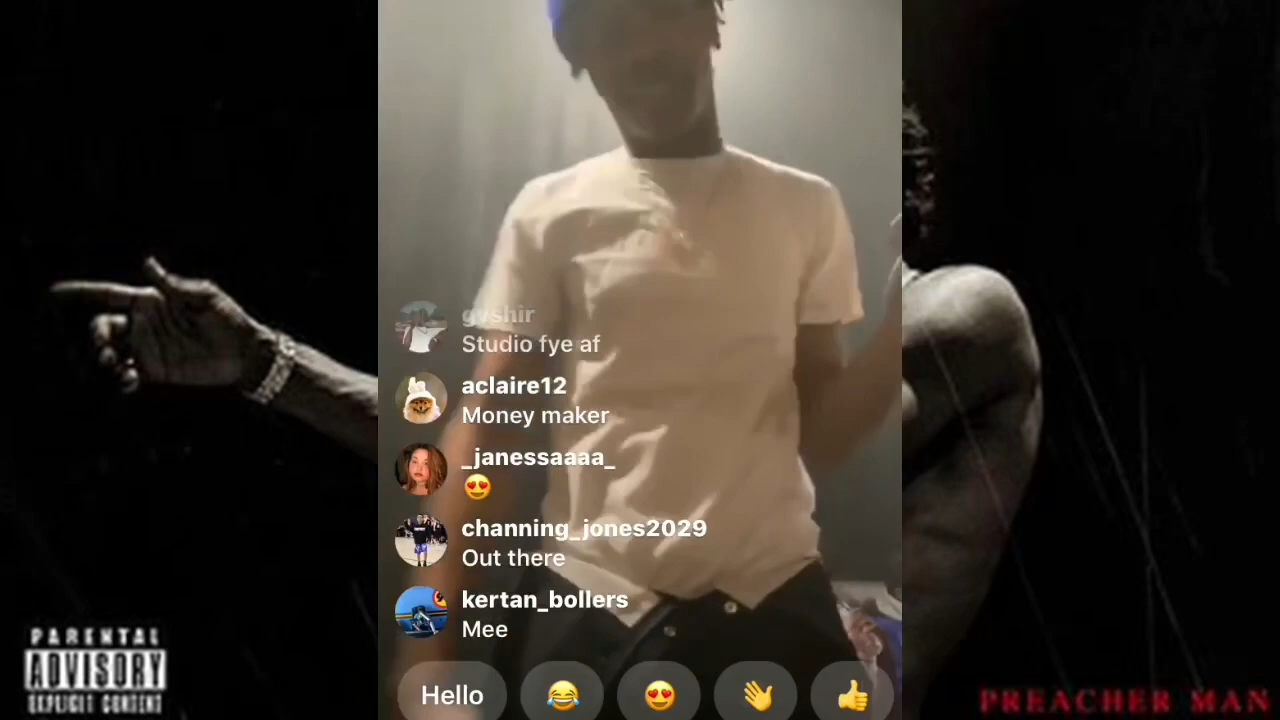 gvshir
Studio fye af
aclaire12
Money maker
_janessaaaa_
😍
channing_jones2029
Out there
kertan_bollers
Mee
Hello 😂 😍 👋 👍
PARENTAL
ADVISORY
EXPLICIT CONTENT
PREACHER MAN